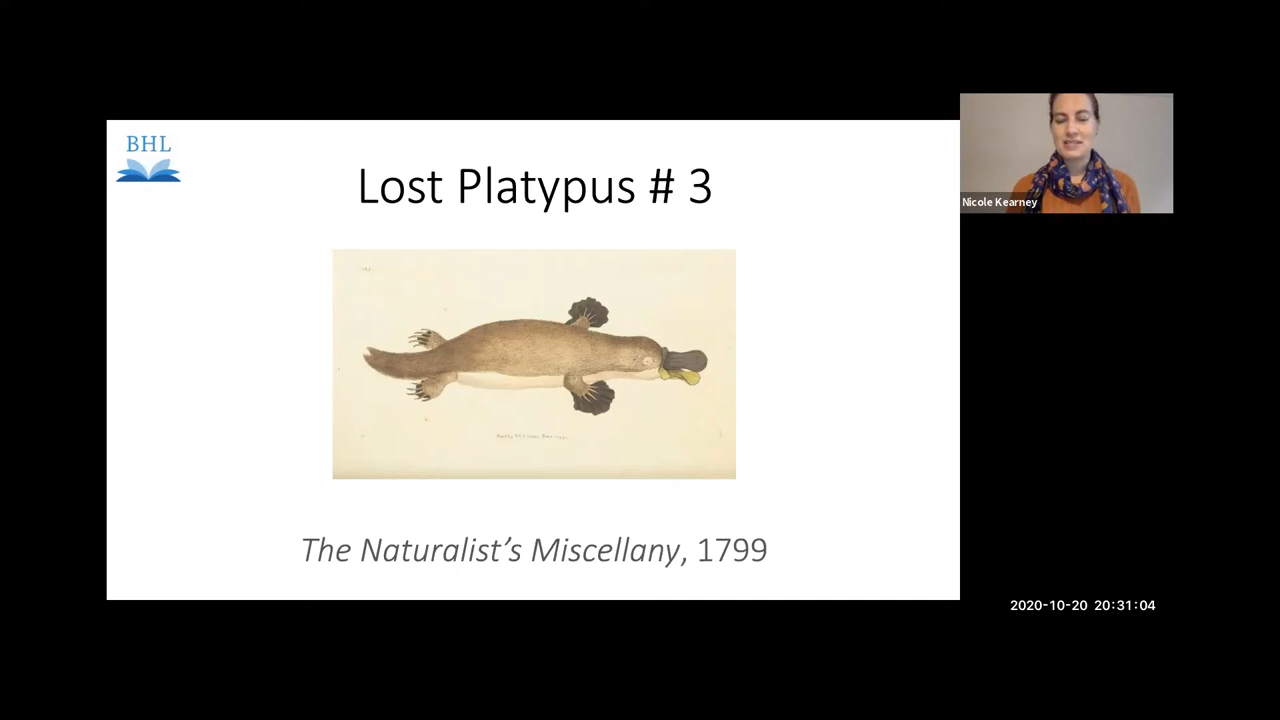 BHL
Lost Platypus # 3
Nicole Kearney
The Naturalist's Miscellany, 1799
2020-10-20 20:31:04